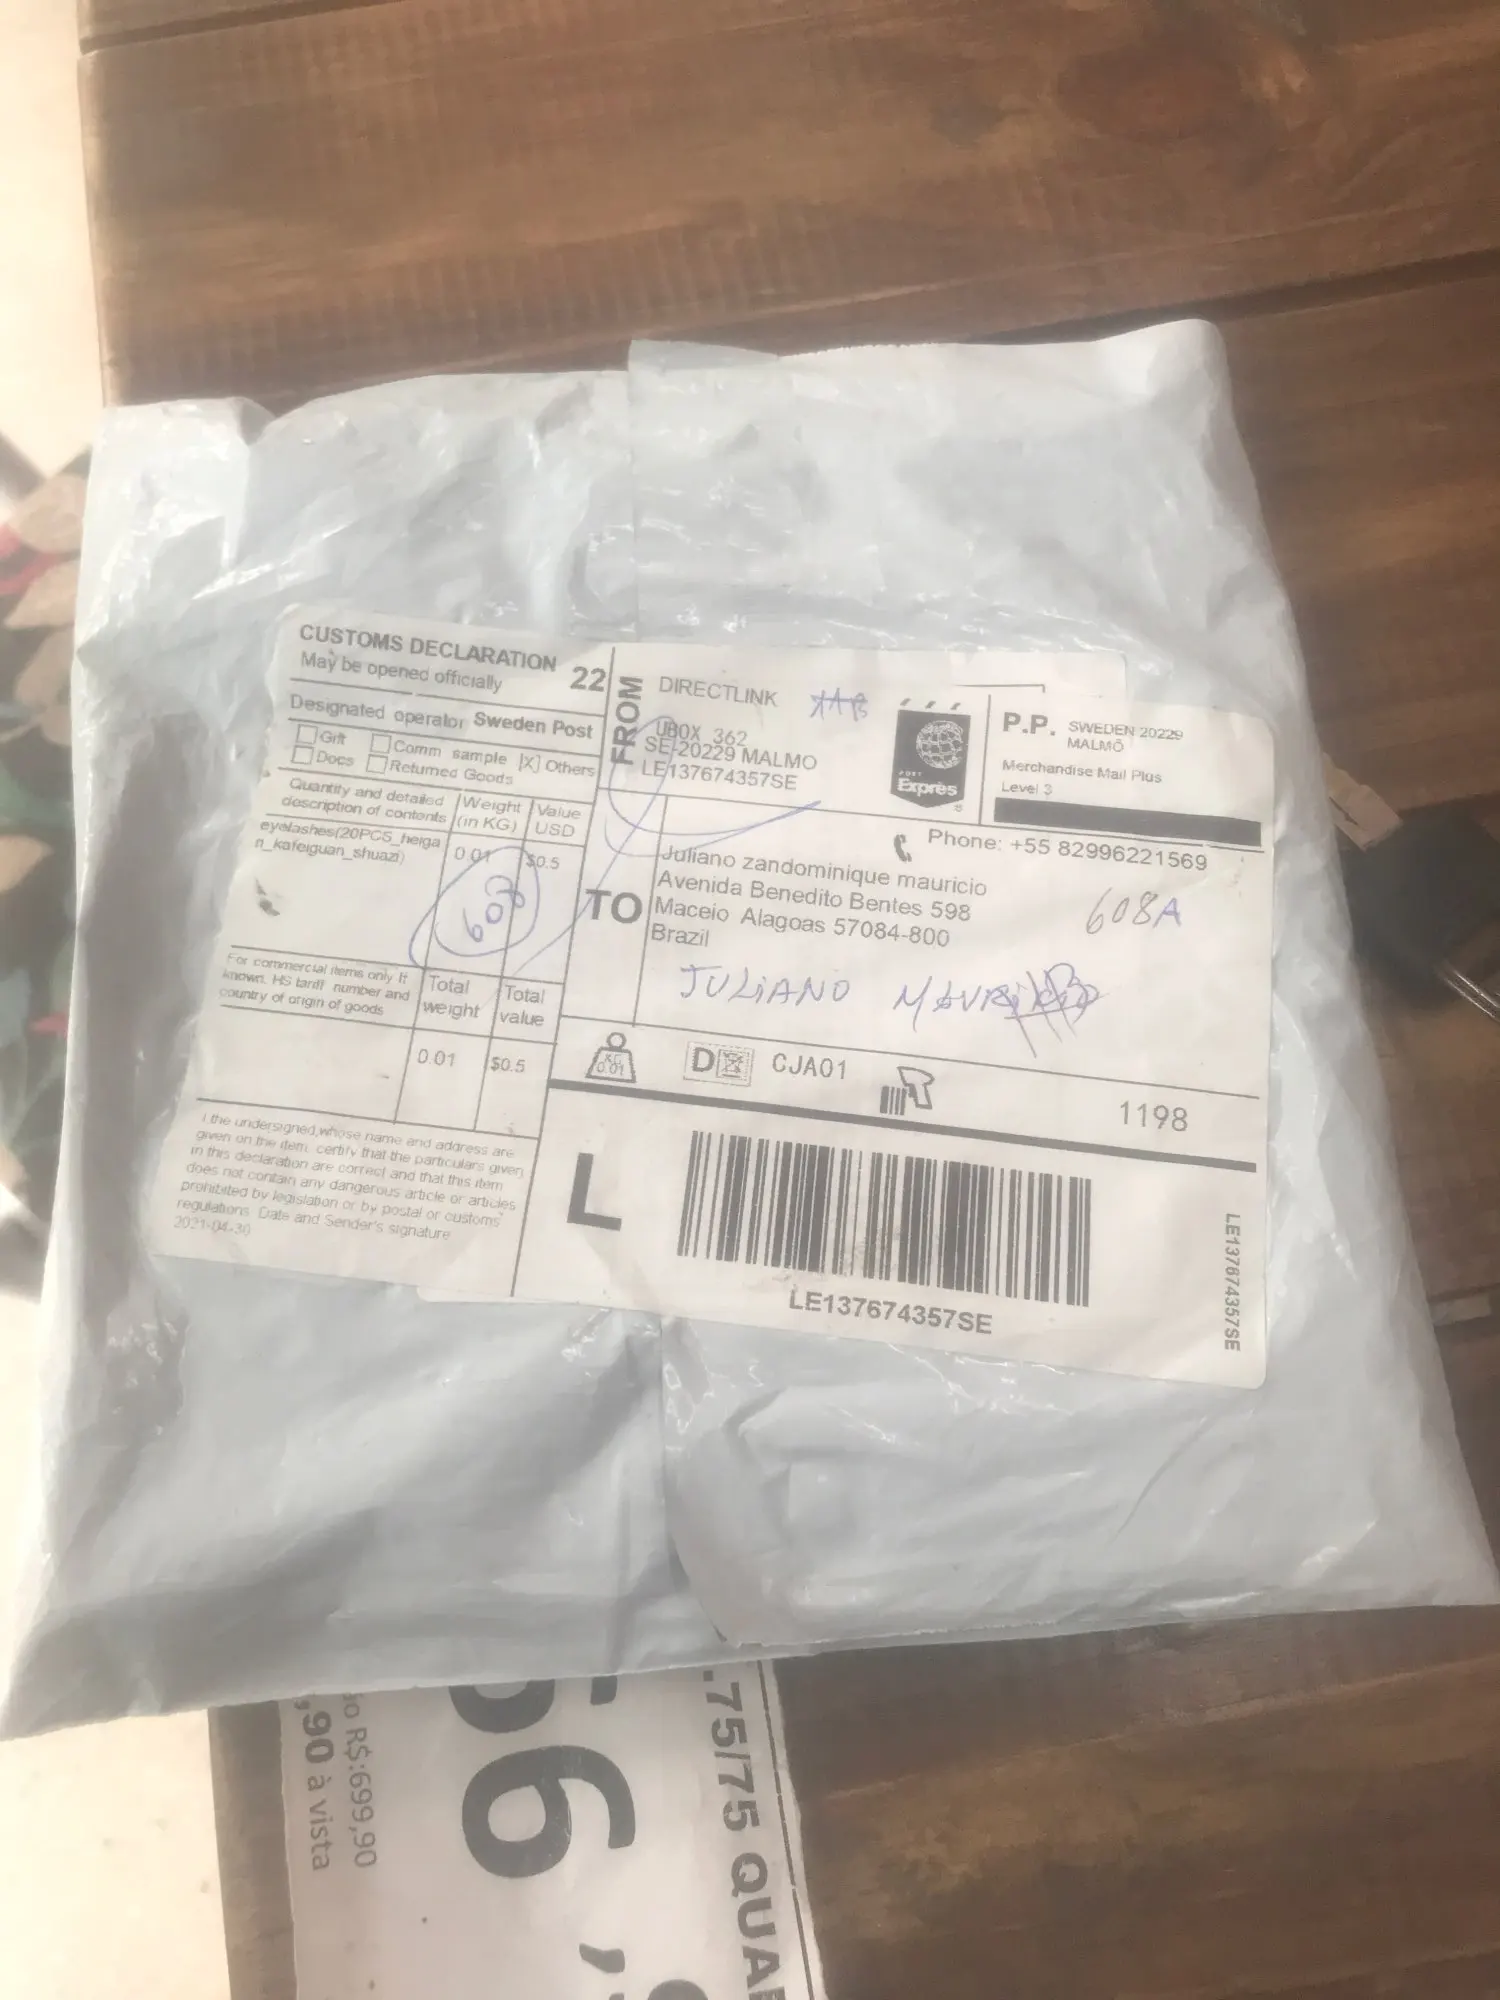 CUSTOMS DECLARATION 22
May be opened officially
Designated operator Sweden Post
Gift Comm sample [X] Others
Docs Returned Goods
Quantity and detailed description of contents
Weight (in KG)
Value USD
eyelashes(20PCS_heiga
n_kafeiguan_shuazi)
0.01
$0.5
For commercial items only If
known, HS tariff number and
country of origin of goods
Total weight
Total value
0.01
$0.5
I the undersigned,whose name and address are
given on the item, certify that the particulars given
in this declaration are correct and that this item
does not contain any dangerous article or articles
prohibited by legislation or by postal or customs
regulations Date and Sender's signature
2021-04-30
FROM
DIRECTLINK
UBOX 362
SE-20229 MALMO
LE137674357SE
POST
Exprès
P.P. SWEDEN 20229
MALMÖ
Merchandise Mail Plus
Level 3
Phone: +55 82996221569
TO
Juliano zandominique mauricio
Avenida Benedito Bentes 598
Maceio Alagoas 57084-800
Brazil
608A
JULIANO
KG
0.01
D CJA01
1198
L
LE137674357SE
LE137674357SE
ão R$:699,90
,90 à vista
56,9
.75/75 QUA